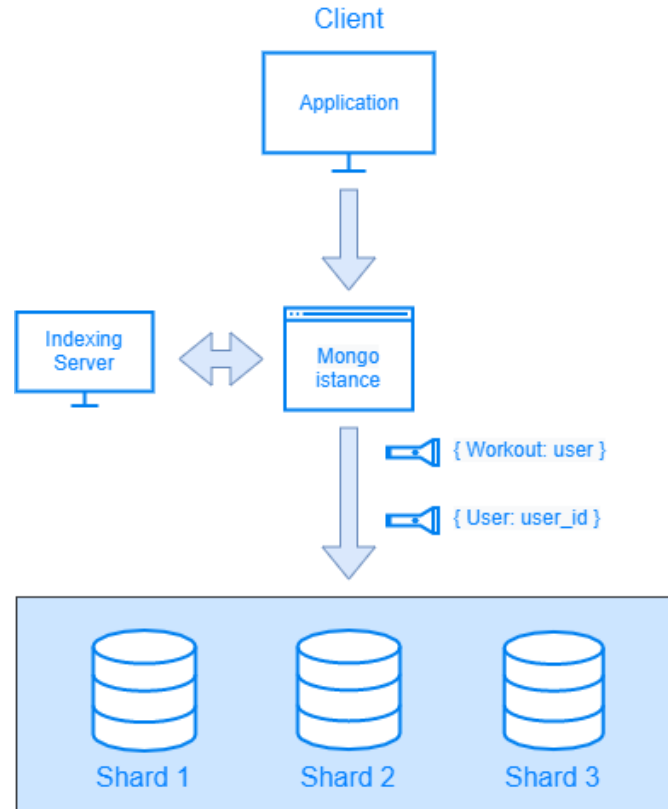 Client
Application
Indexing
Server
Mongo
istance
{ Workout: user }
{ User: user_id }
Shard 1
Shard 2
Shard 3